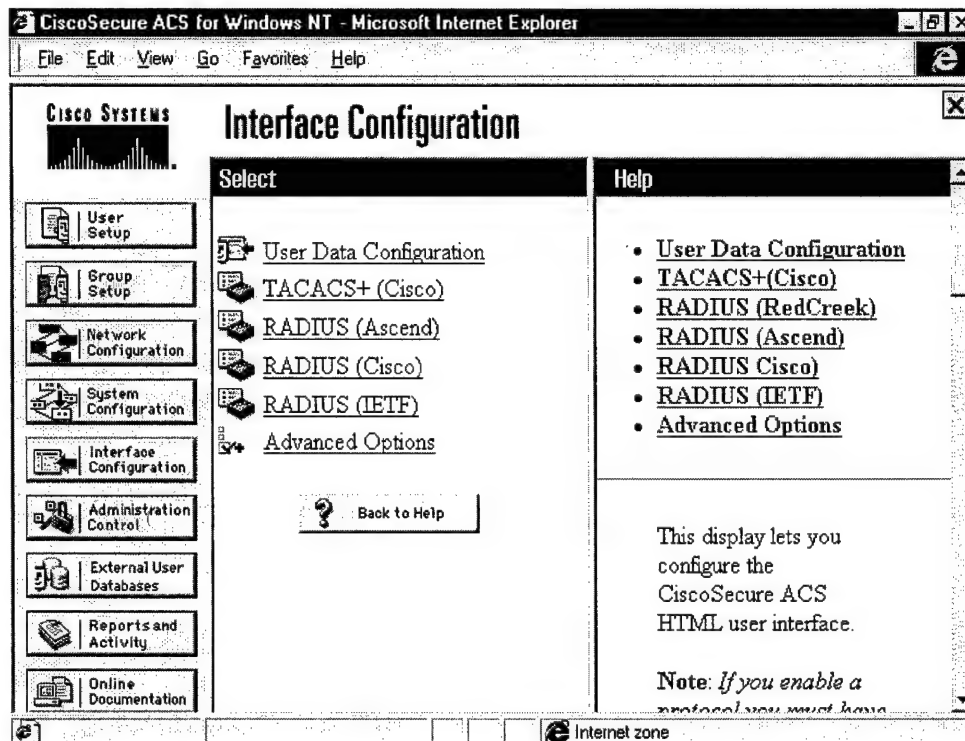 CiscoSecure ACS for Windows NT - Microsoft Internet Explorer
File Edit View Go Favorites Help
CISCO SYSTEMS
Interface Configuration
Select
Help
User Setup
Group Setup
Network Configuration
System Configuration
Interface Configuration
Administration Control
External User Databases
Reports and Activity
Online Documentation
User Data Configuration
TACACS+ (Cisco)
RADIUS (Ascend)
RADIUS (Cisco)
RADIUS (IETF)
Advanced Options
? Back to Help
• User Data Configuration
• TACACS+(Cisco)
• RADIUS (RedCreek)
• RADIUS (Ascend)
• RADIUS Cisco)
• RADIUS (IETF)
• Advanced Options
This display lets you
configure the
CiscoSecure ACS
HTML user interface.
Note: If you enable a
protocol you must have
Internet zone